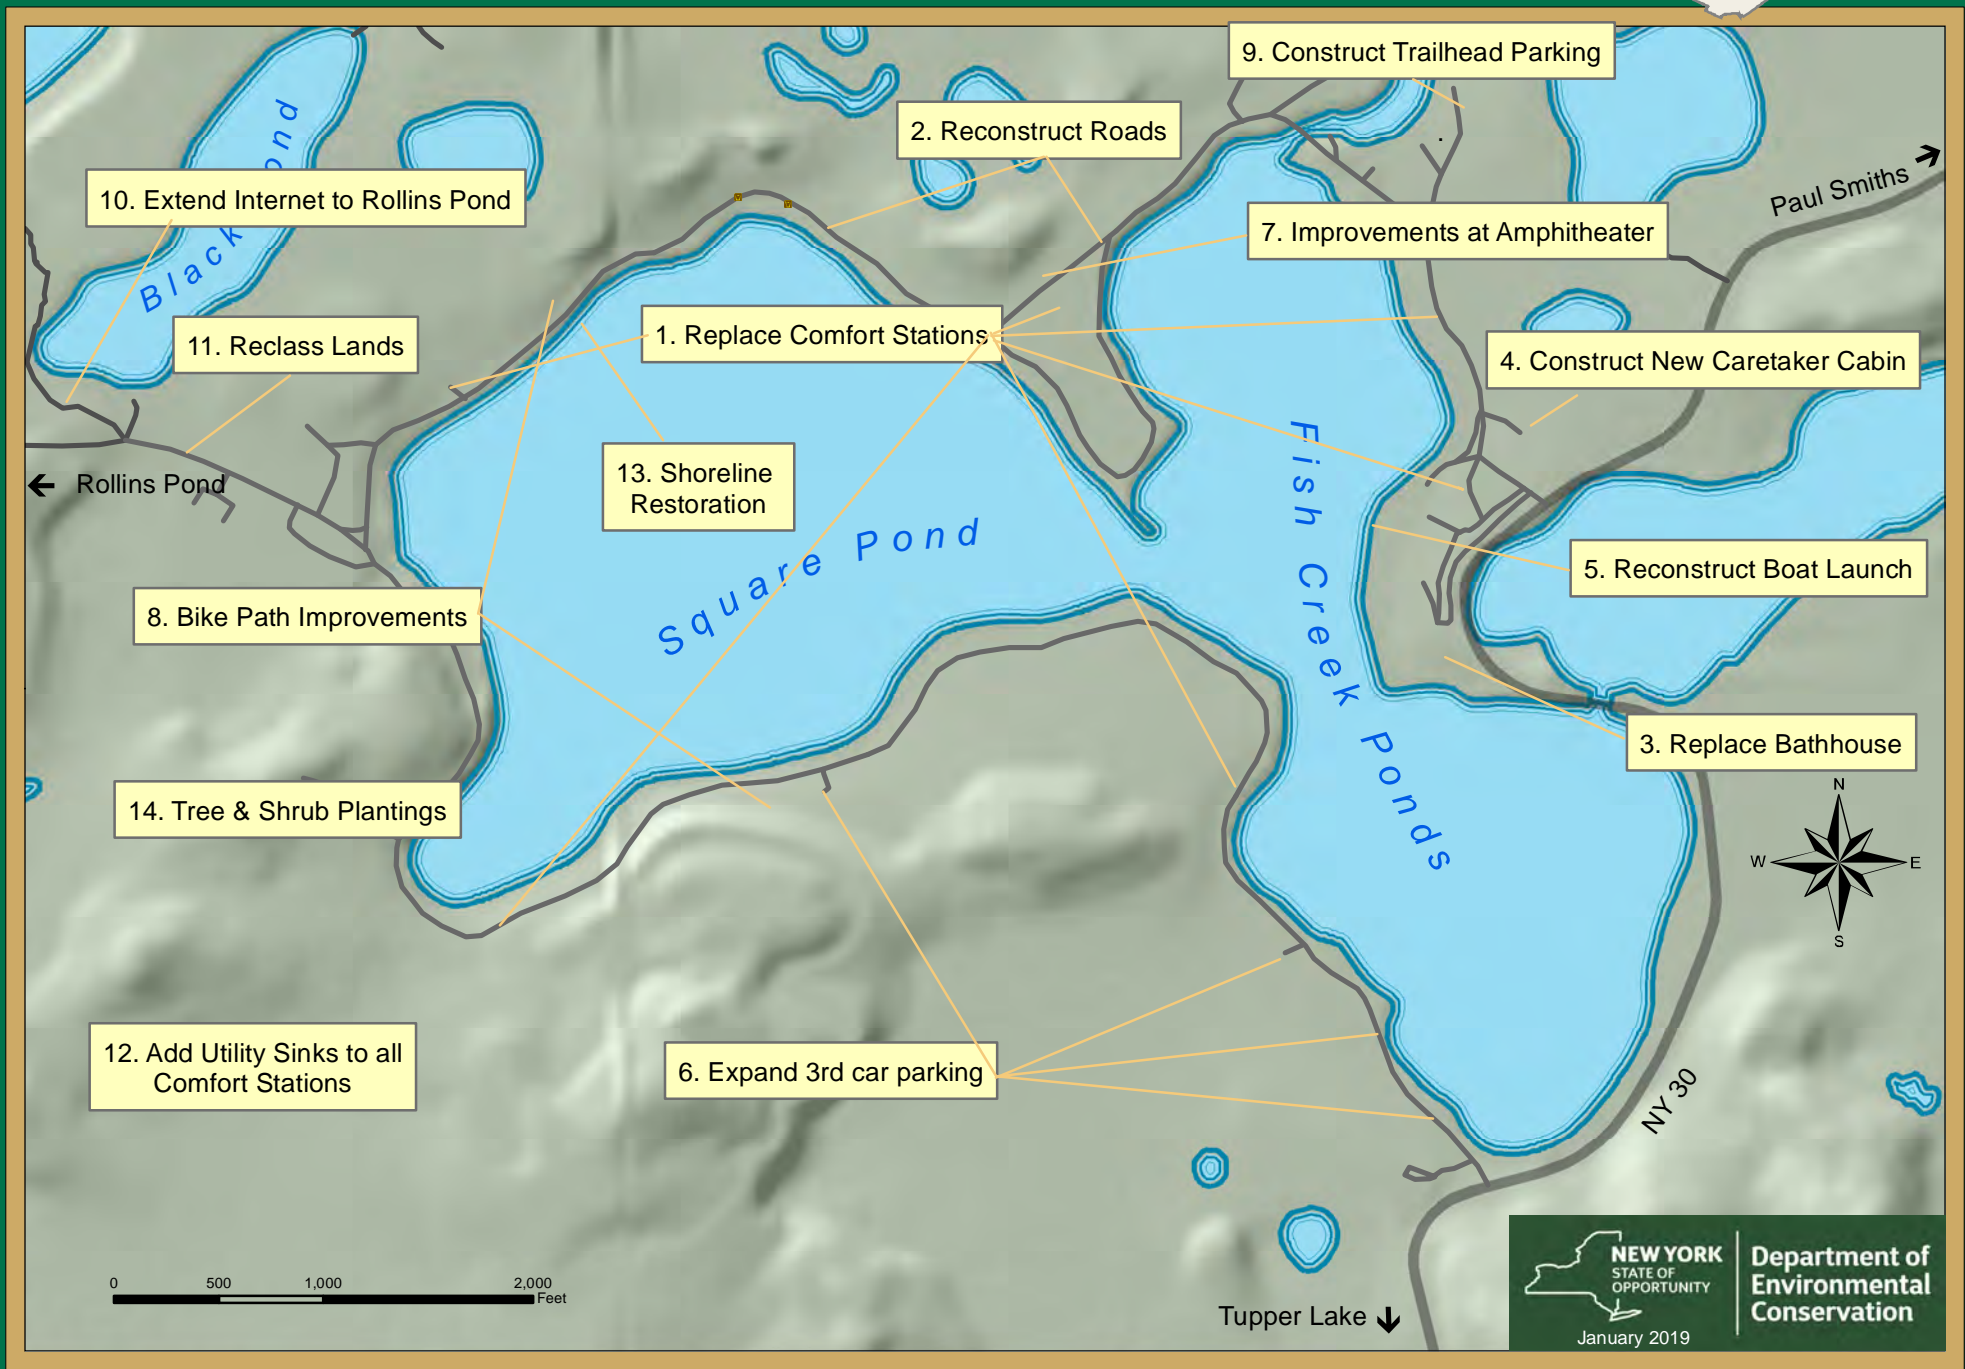 9. Construct Trailhead Parking
2. Reconstruct Roads
Paul Smiths
10. Extend Internet to Rollins Pond
Black Pond
7. Improvements at Amphitheater
11. Reclass Lands
1. Replace Comfort Stations
4. Construct New Caretaker Cabin
Rollins Pond
13. Shoreline
Restoration
Square Pond
Fish Creek Ponds
5. Reconstruct Boat Launch
8. Bike Path Improvements
3. Replace Bathhouse
14. Tree & Shrub Plantings
N
W E
S
12. Add Utility Sinks to all
Comfort Stations
6. Expand 3rd car parking
NY 30
0 500 1,000 2,000
Feet
Tupper Lake
NEW YORK
STATE OF
OPPORTUNITY
Department of
Environmental
Conservation
January 2019